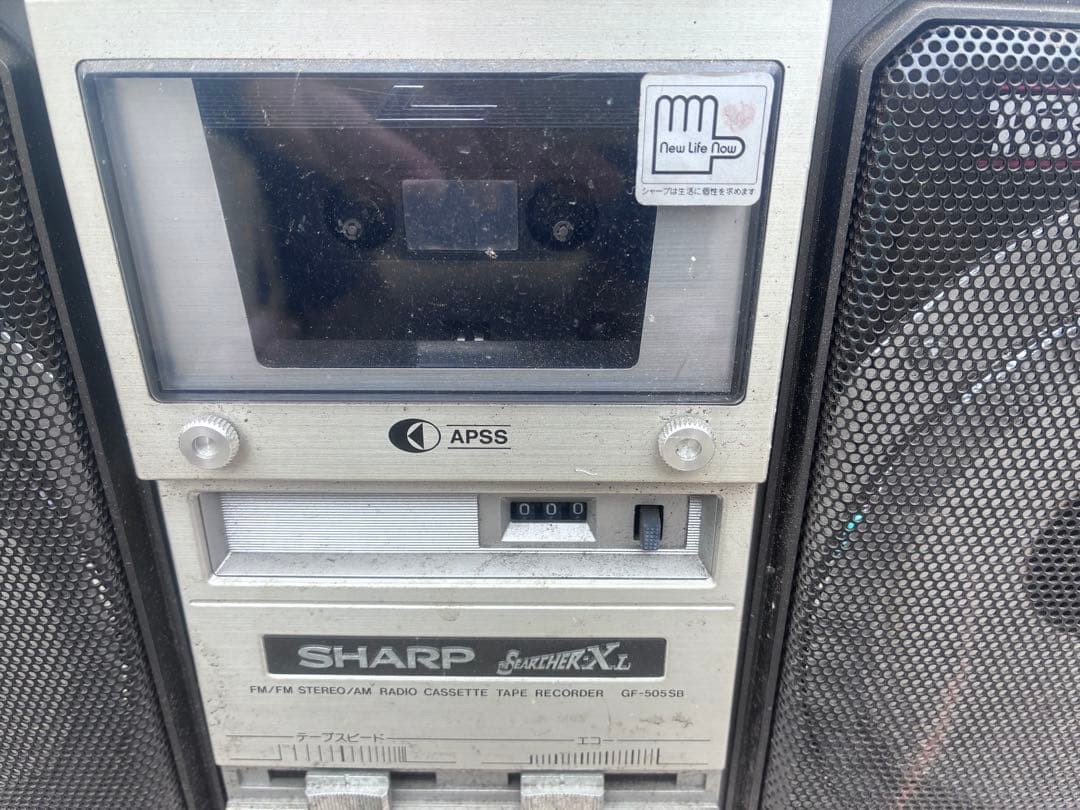 New Life Now
シャープは生活に個性を求めます
APSS
000
SHARP SEARCHER-XL
FM/FM STEREO/AM RADIO CASSETTE TAPE RECORDER GF-505SB
テープスピード エコー